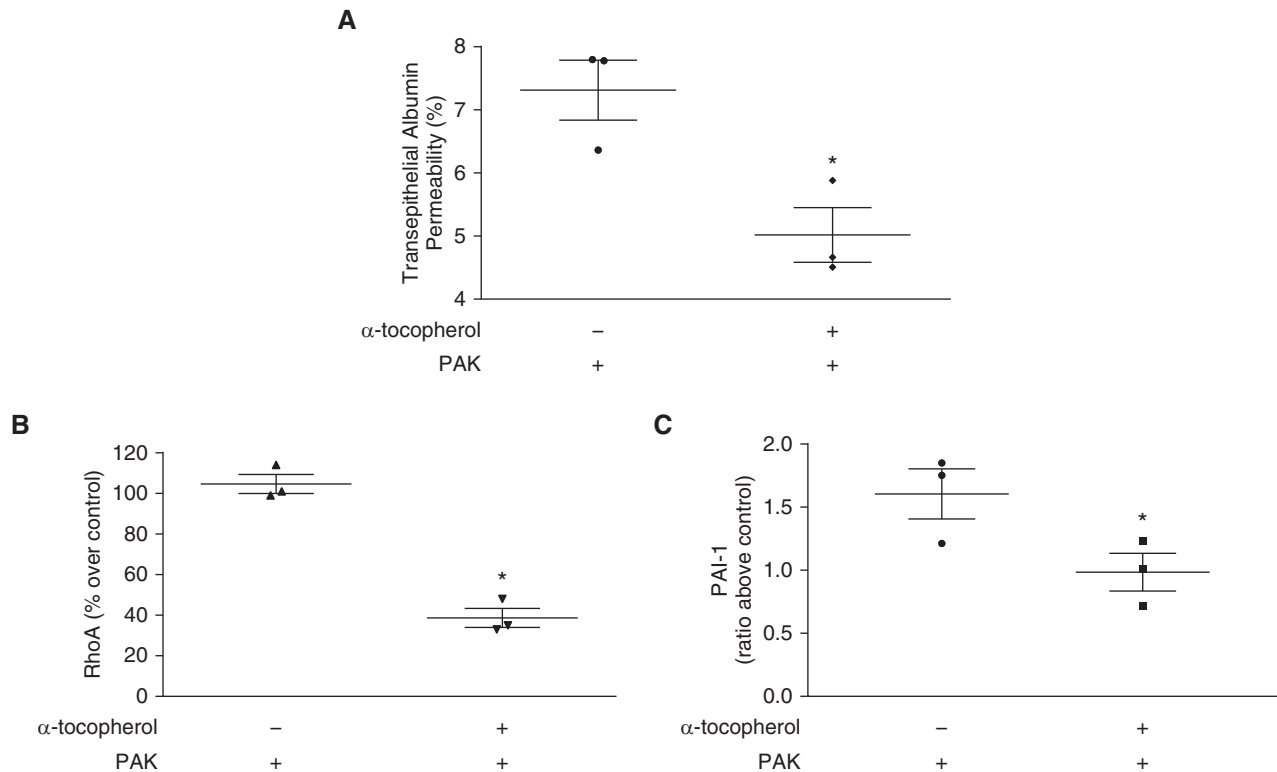 A
Transepithelial Albumin
Permeability (%)
8
7
6
5
4
*
α-tocopherol – +
PAK + +
B
RhoA (% over control)
120
100
80
60
40
20
0
*
α-tocopherol – +
PAK + +
C
PAI-1
(ratio above control)
2.0
1.5
1.0
0.5
0.0
*
α-tocopherol – +
PAK + +